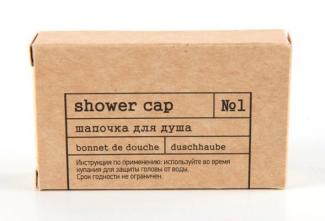 shower cap №1
шапочка для душа
bonnet de douche duschhaube
Инструкция по применению: используйте во время
купания для защиты головы от воды.
Срок годности не ограничен.